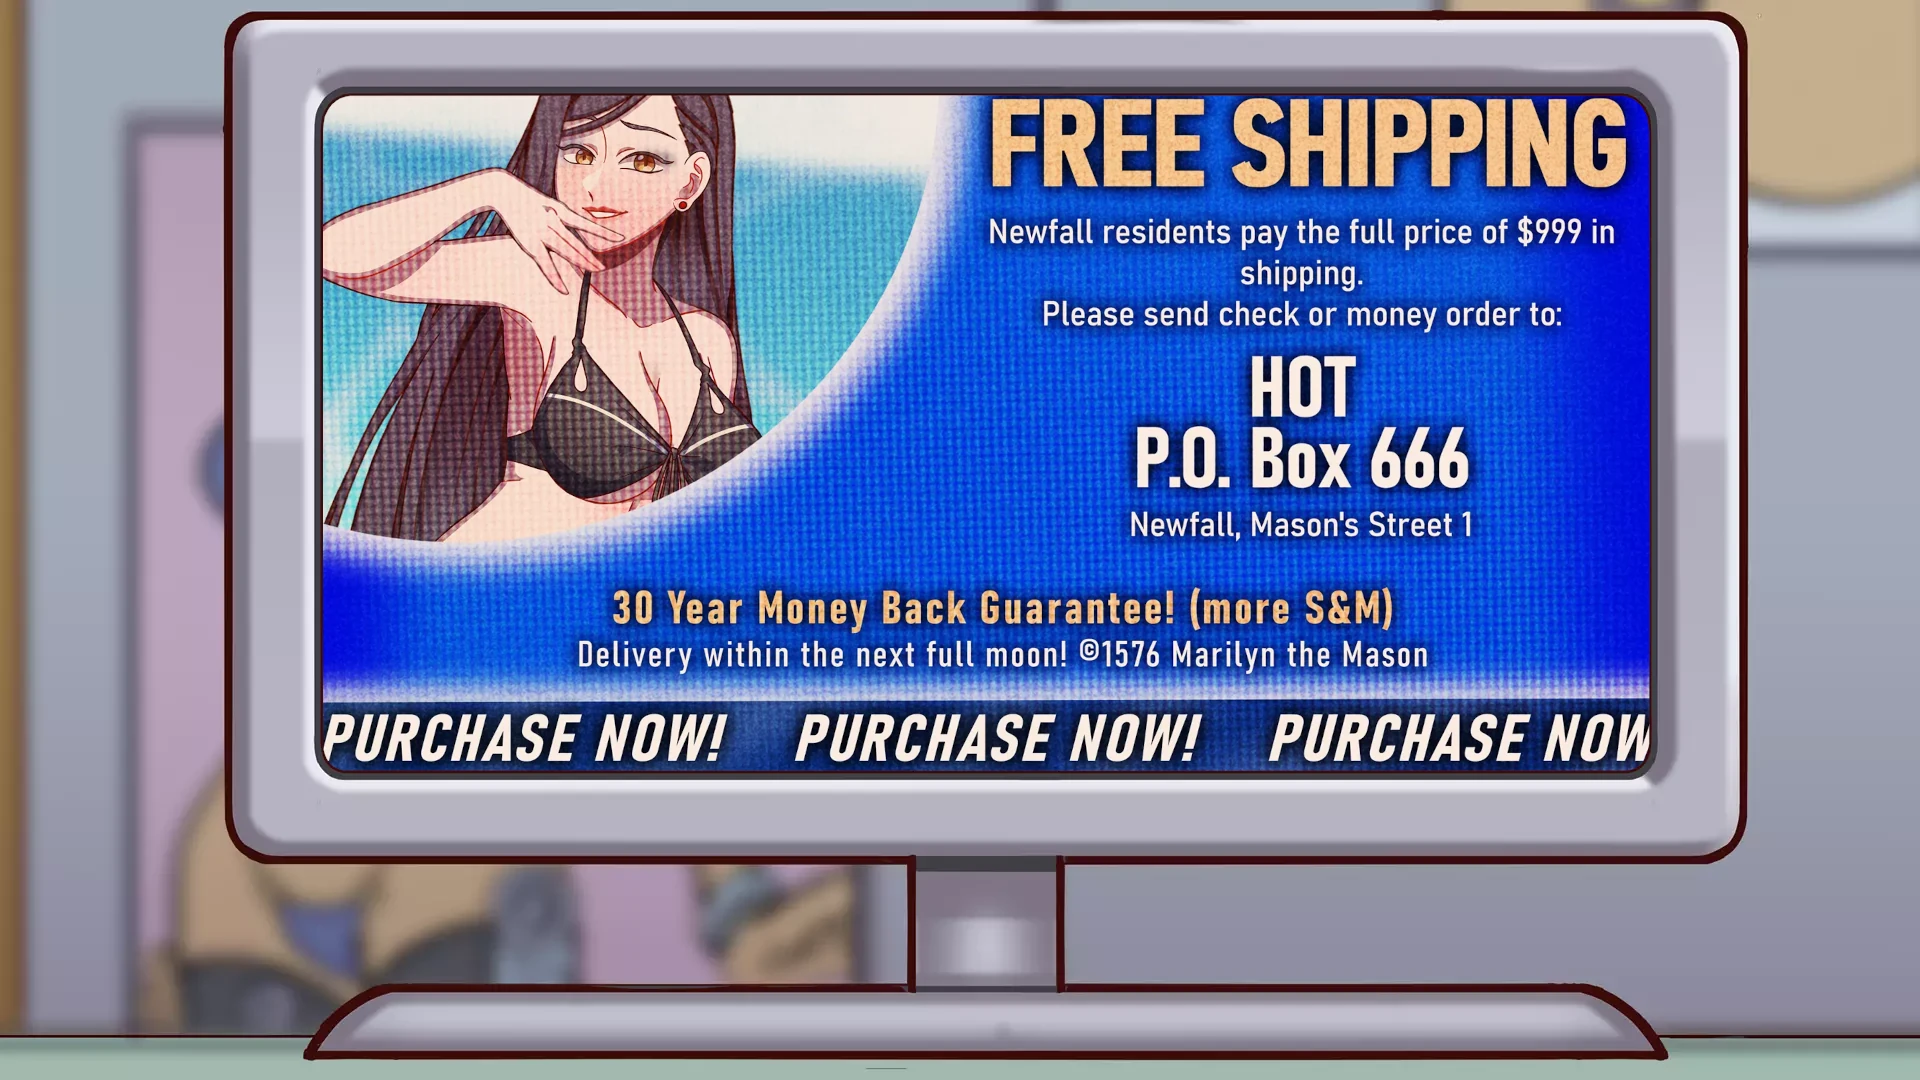 FREE SHIPPING
Newfall residents pay the full price of $999 in
shipping.
Please send check or money order to:
HOT
P.O. Box 666
Newfall, Mason's Street 1
30 Year Money Back Guarantee! (more S&M)
Delivery within the next full moon! ©1576 Marilyn the Mason
PURCHASE NOW! PURCHASE NOW! PURCHASE NOW